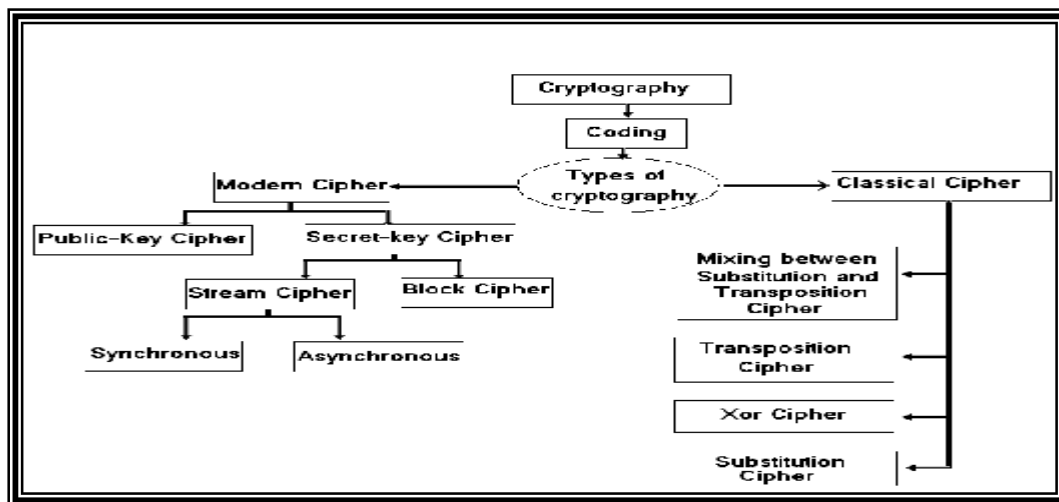 Cryptography
Coding
Types of
cryptography
Modern Cipher
Classical Cipher
Public-Key Cipher
Secret-key Cipher
Stream Cipher
Block Cipher
Synchronous
Asynchronous
Mixing between
Substitution and
Transposition
Cipher
Transposition
Cipher
Xor Cipher
Substitution
Cipher